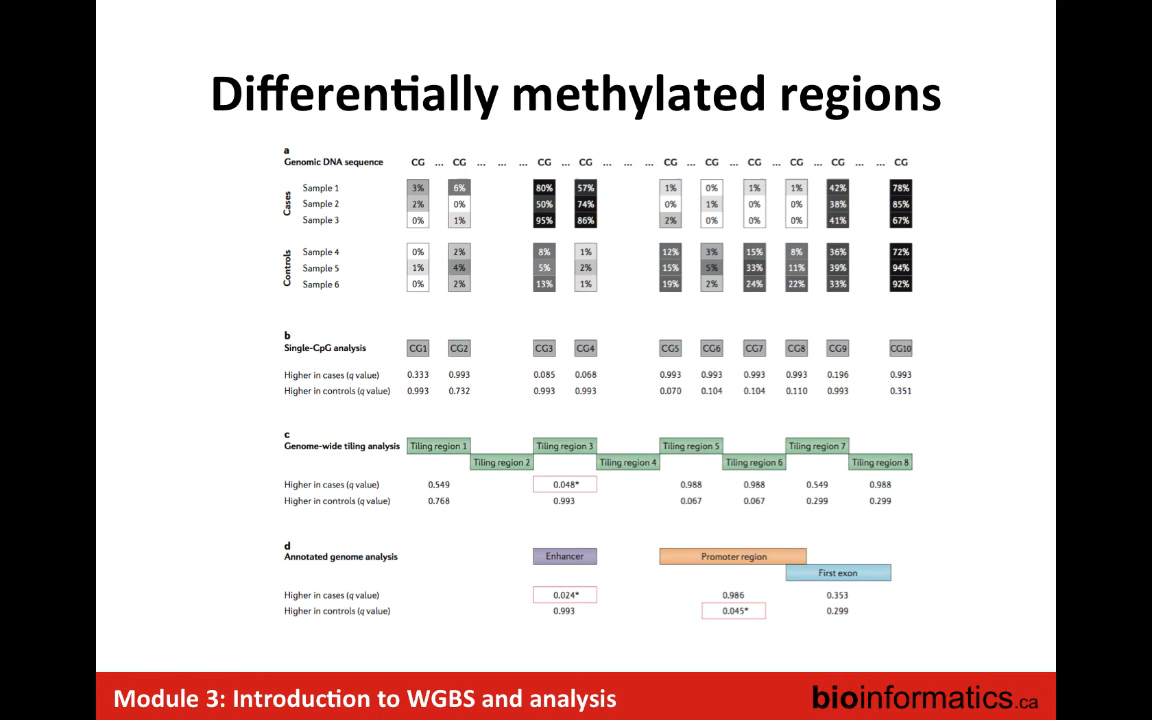 Differentially methylated regions
a
Genomic DNA sequence CG ... CG ... ... ... CG ... CG ... ... ... CG ... CG ... CG ... CG ... CG ... ... CG
Cases
Sample 1 3% 6% 80% 57% 1% 0% 1% 1% 42% 78%
Sample 2 2% 0% 50% 74% 0% 1% 0% 0% 38% 85%
Sample 3 0% 1% 95% 86% 2% 0% 0% 0% 41% 67%
Controls
Sample 4 0% 2% 8% 1% 12% 3% 15% 8% 36% 72%
Sample 5 1% 4% 5% 2% 15% 5% 33% 11% 39% 94%
Sample 6 0% 2% 13% 1% 19% 2% 24% 22% 33% 92%
b
Single-CpG analysis CG1 CG2 CG3 CG4 CG5 CG6 CG7 CG8 CG9 CG10
Higher in cases (q value) 0.333 0.993 0.085 0.068 0.993 0.993 0.993 0.993 0.196 0.993
Higher in controls (q value) 0.993 0.732 0.993 0.993 0.070 0.104 0.104 0.110 0.993 0.351
c
Genome-wide tiling analysis Tiling region 1 Tiling region 3 Tiling region 5 Tiling region 7
Tiling region 2 Tiling region 4 Tiling region 6 Tiling region 8
Higher in cases (q value) 0.549 0.048* 0.988 0.988 0.549 0.988
Higher in controls (q value) 0.768 0.993 0.067 0.067 0.299 0.299
d
Annotated genome analysis Enhancer Promoter region
First exon
Higher in cases (q value) 0.024* 0.986 0.353
Higher in controls (q value) 0.993 0.045* 0.299
Module 3: Introduction to WGBS and analysis bioinformatics.ca